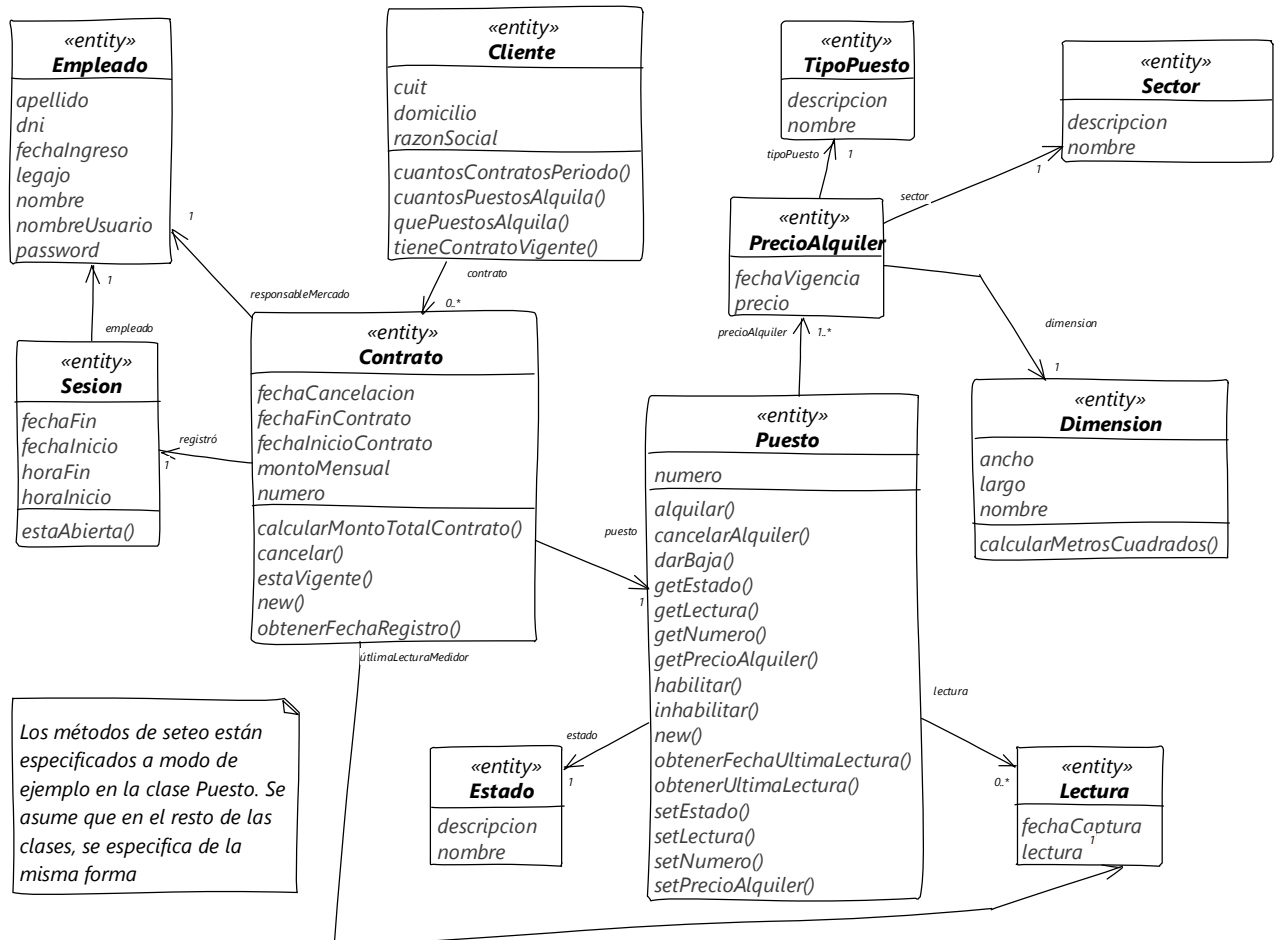 «entity»
Empleado
apellido
dni
fechaIngreso
legajo
nombre
nombreUsuario
password
«entity»
Cliente
cuit
domicilio
razonSocial
cuantosContratosPeriodo()
cuantosPuestosAlquila()
quePuestosAlquila()
tieneContratoVigente()
«entity»
TipoPuesto
descripcion
nombre
«entity»
Sector
descripcion
nombre
tipoPuesto
1
sector
1
«entity»
PrecioAlquiler
fechaVigencia
precio
1
responsableMercado
contrato
0..*
1
empleado
precioAlquiler
1..*
dimension
1
«entity»
Sesion
fechaFin
fechaInicio
horaFin
horaInicio
estaAbierta()
registró
1
«entity»
Contrato
fechaCancelacion
fechaFinContrato
fechaInicioContrato
montoMensual
numero
calcularMontoTotalContrato()
cancelar()
estaVigente()
new()
obtenerFechaRegistro()
puesto
1
«entity»
Puesto
numero
alquilar()
cancelarAlquiler()
darBaja()
getEstado()
getLectura()
getNumero()
getPrecioAlquiler()
habilitar()
inhabilitar()
new()
obtenerFechaUltimaLectura()
obtenerUltimaLectura()
setEstado()
setLectura()
setNumero()
setPrecioAlquiler()
«entity»
Dimension
ancho
largo
nombre
calcularMetrosCuadrados()
útlimaLecturaMedidor
lectura
0..*
estado
1
«entity»
Estado
descripcion
nombre
«entity»
Lectura
fechaCaptura
lectura
1
Los métodos de seteo están
especificados a modo de
ejemplo en la clase Puesto. Se
asume que en el resto de las
clases, se especifica de la
misma forma